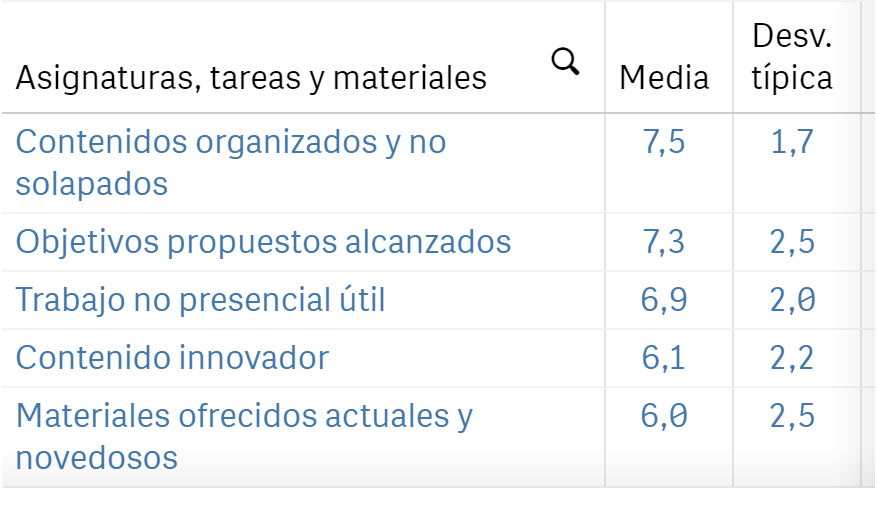 Asignaturas, tareas y materiales Media Desv. típica
Contenidos organizados y no solapados 7,5 1,7
Objetivos propuestos alcanzados 7,3 2,5
Trabajo no presencial útil 6,9 2,0
Contenido innovador 6,1 2,2
Materiales ofrecidos actuales y novedosos 6,0 2,5